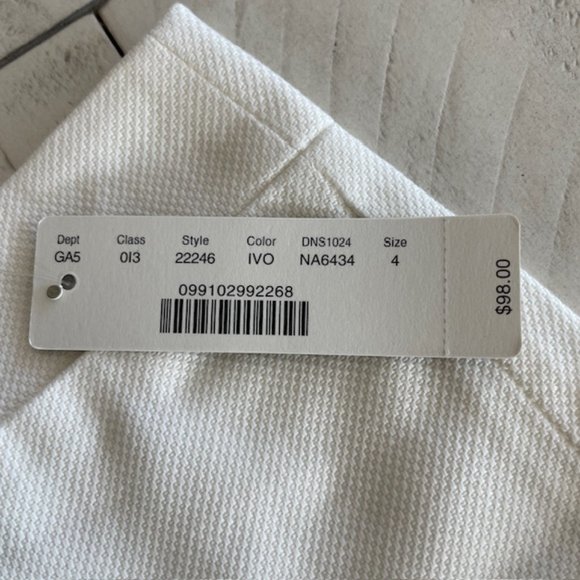 Dept Class Style Color DNS1024 Size
GA5 0I3 22246 IVO NA6434 4
099102992268
$98.00